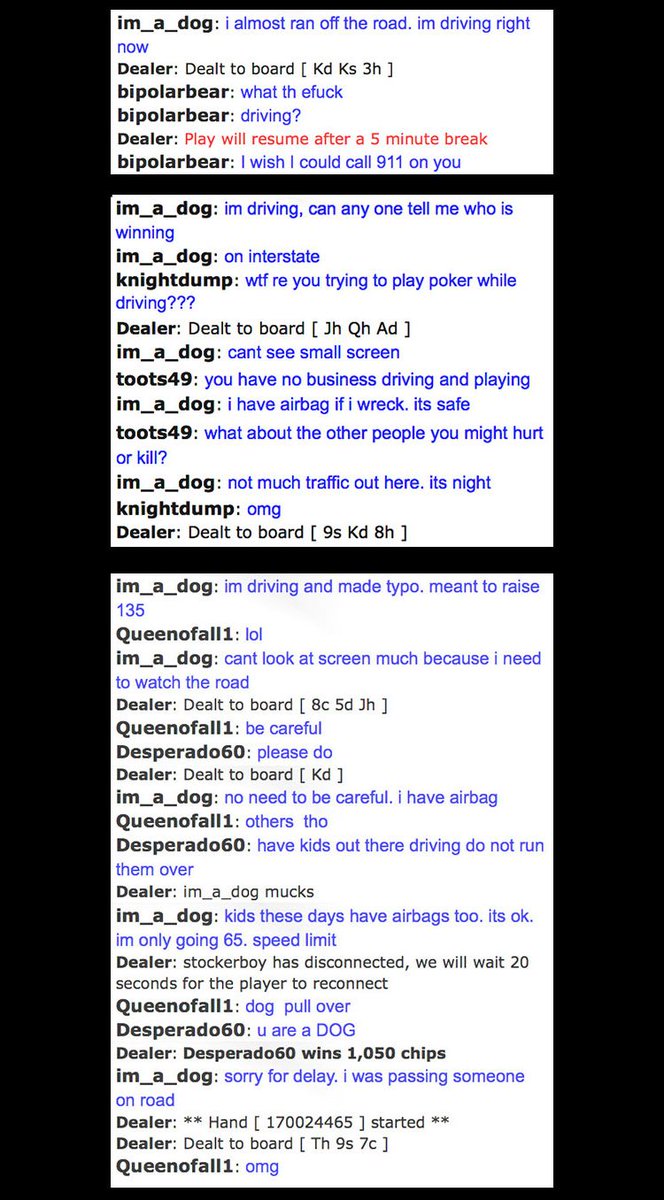 im_a_dog: i almost ran off the road. im driving right
now
Dealer: Dealt to board [ Kd Ks 3h ]
bipolarbear: what th efuck
bipolarbear: driving?
Dealer: Play will resume after a 5 minute break
bipolarbear: I wish I could call 911 on you
im_a_dog: im driving, can any one tell me who is
winning
im_a_dog: on interstate
knightdump: wtf re you trying to play poker while
driving???
Dealer: Dealt to board [ Jh Qh Ad ]
im_a_dog: cant see small screen
toots49: you have no business driving and playing
im_a_dog: i have airbag if i wreck. its safe
toots49: what about the other people you might hurt
or kill?
im_a_dog: not much traffic out here. its night
knightdump: omg
Dealer: Dealt to board [ 9s Kd 8h ]
im_a_dog: im driving and made typo. meant to raise
135
Queenofall1: lol
im_a_dog: cant look at screen much because i need
to watch the road
Dealer: Dealt to board [ 8c 5d Jh ]
Queenofall1: be careful
Desperado60: please do
Dealer: Dealt to board [ Kd ]
im_a_dog: no need to be careful. i have airbag
Queenofall1: others  tho
Desperado60: have kids out there driving do not run
them over
Dealer: im_a_dog mucks
im_a_dog: kids these days have airbags too. its ok.
im only going 65. speed limit
Dealer: stockerboy has disconnected, we will wait 20
seconds for the player to reconnect
Queenofall1: dog  pull over
Desperado60: u are a DOG
Dealer: Desperado60 wins 1,050 chips
im_a_dog: sorry for delay. i was passing someone
on road
Dealer: ** Hand [ 170024465 ] started **
Dealer: Dealt to board [ Th 9s 7c ]
Queenofall1: omg